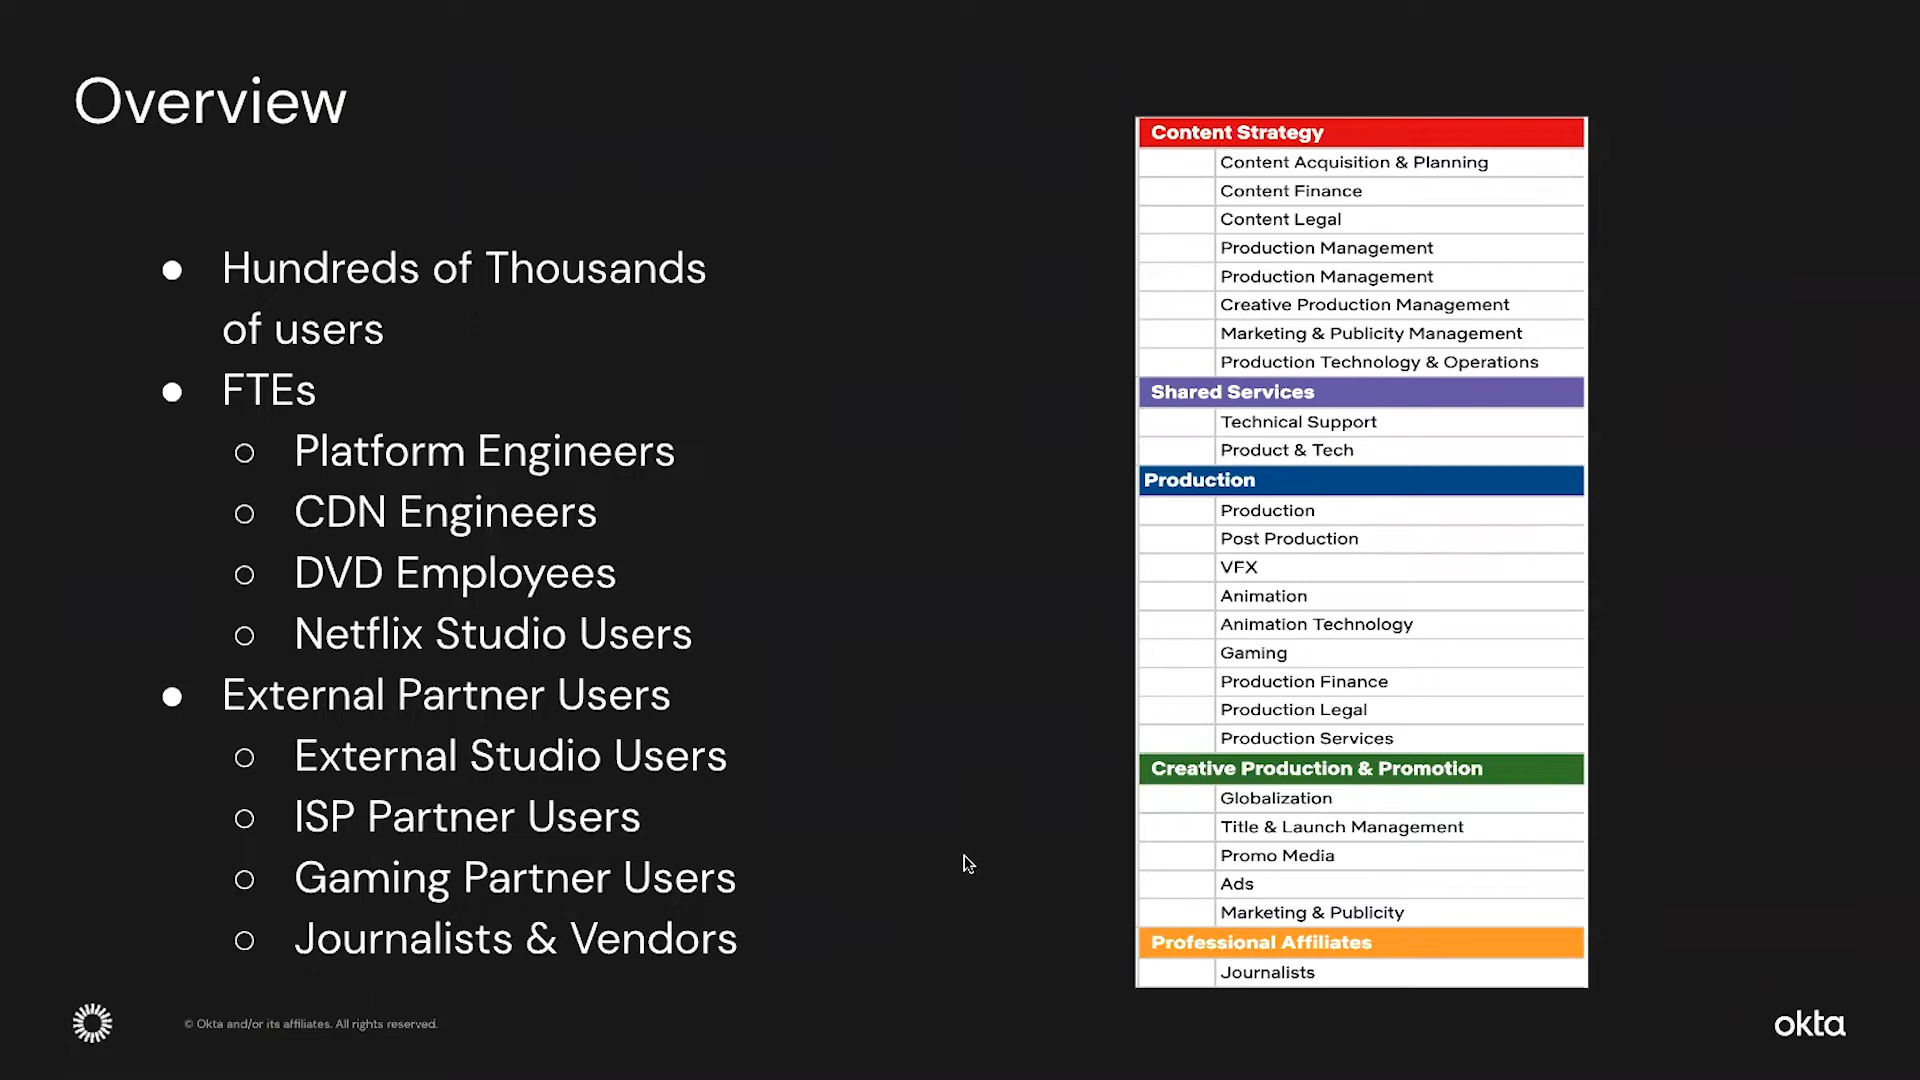 Overview
Hundreds of Thousands
of users
FTEs
Platform Engineers
CDN Engineers
DVD Employees
Netflix Studio Users
External Partner Users
External Studio Users
ISP Partner Users
Gaming Partner Users
Journalists & Vendors
Content Strategy
Content Acquisition & Planning
Content Finance
Content Legal
Production Management
Production Management
Creative Production Management
Marketing & Publicity Management
Production Technology & Operations
Shared Services
Technical Support
Product & Tech
Production
Production
Post Production
VFX
Animation
Animation Technology
Gaming
Production Finance
Production Legal
Production Services
Creative Production & Promotion
Globalization
Title & Launch Management
Promo Media
Ads
Marketing & Publicity
Professional Affiliates
Journalists
© Okta and/or its affiliates. All rights reserved.
okta